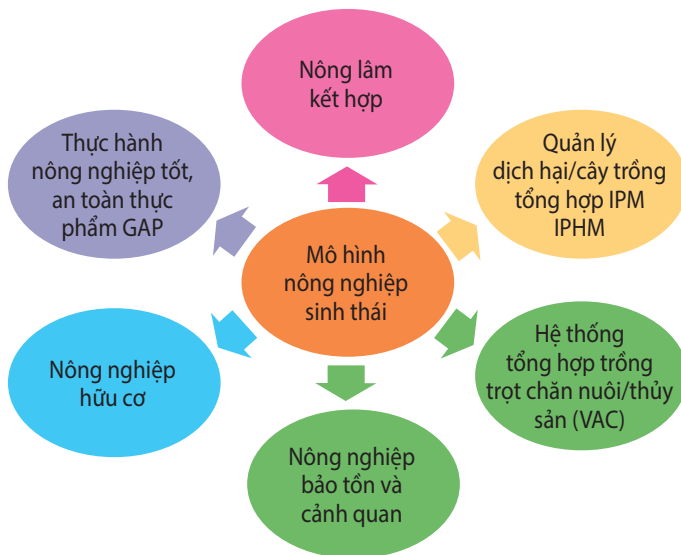 Nông lâm
kết hợp
Thực hành
nông nghiệp tốt,
an toàn thực
phẩm GAP
Quản lý
dịch hại/cây trồng
tổng hợp IPM
IPHM
Mô hình
nông nghiệp
sinh thái
Nông nghiệp
hữu cơ
Hệ thống
tổng hợp trồng
trọt chăn nuôi/thủy
sản (VAC)
Nông nghiệp
bảo tồn và
cảnh quan